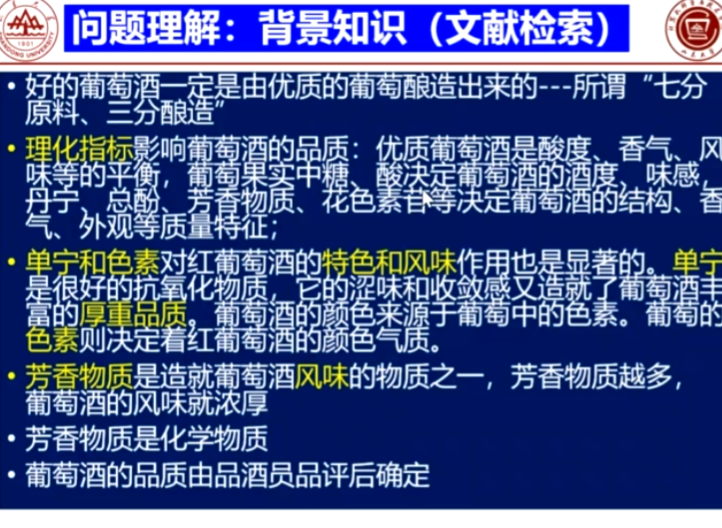 问题理解：背景知识（文献检索）
• 好的葡萄酒一定是由优质的葡萄酿造出来的---所谓“七分
原料、三分酿造”
• 理化指标影响葡萄酒的品质：优质葡萄酒是酸度、香气、风
味等的平衡，葡萄果实中糖、酸决定葡萄酒的酒度、味感，
丹宁、总酚、芳香物质、花色素苷等决定葡萄酒的结构、香
气、外观等质量特征；
• 单宁和色素对红葡萄酒的特色和风味作用也是显著的。单宁
是很好的抗氧化物质，它的涩味和收敛感又造就了葡萄酒丰
富的厚重品质。葡萄酒的颜色来源于葡萄中的色素。葡萄的
色素则决定着红葡萄酒的颜色气质。
• 芳香物质是造就葡萄酒风味的物质之一，芳香物质越多，
葡萄酒的风味就浓厚
• 芳香物质是化学物质
• 葡萄酒的品质由品酒员品评后确定
1901